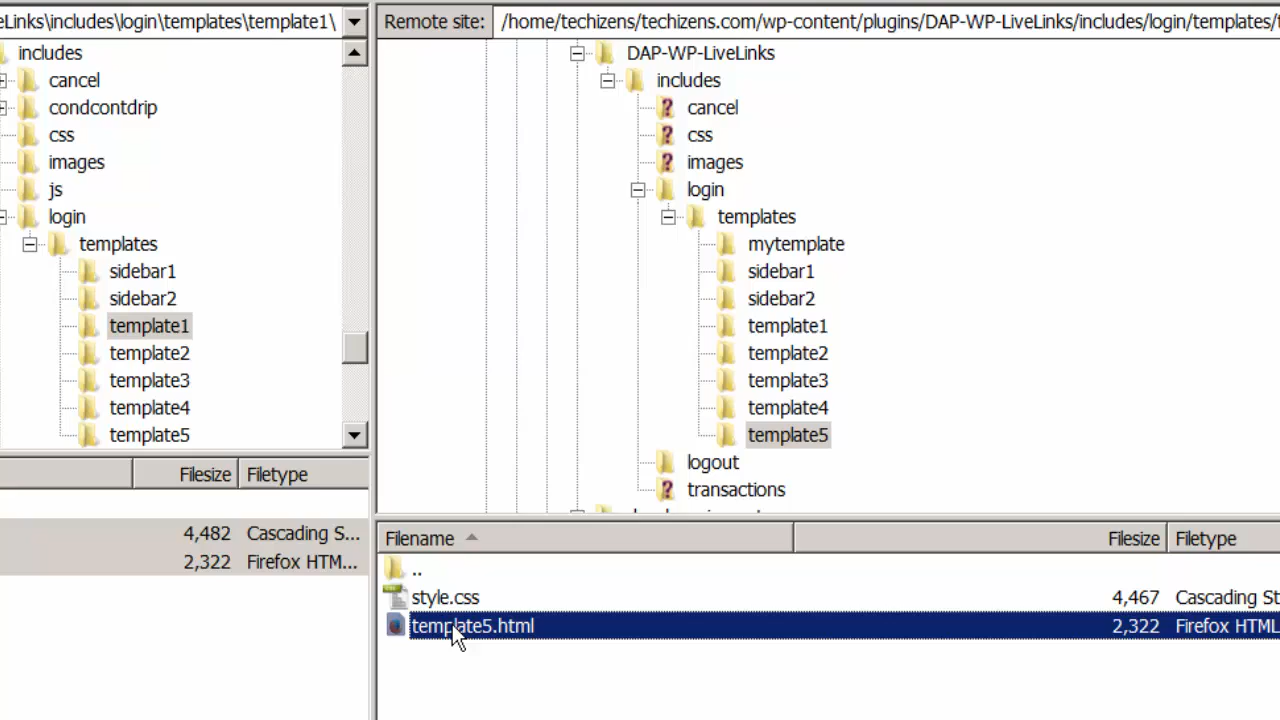 eLinks\includes\login\templates\template1\
includes
cancel
condcontdrip
css
images
js
login
templates
sidebar1
sidebar2
template1
template2
template3
template4
template5
Filesize Filetype
4,482 Cascading S...
2,322 Firefox HTM...
Remote site: /home/techizens/techizens.com/wp-content/plugins/DAP-WP-LiveLinks/includes/login/templates/t
DAP-WP-LiveLinks
includes
cancel
css
images
login
templates
mytemplate
sidebar1
sidebar2
template1
template2
template3
template4
template5
logout
transactions
Filename Filesize Filetype
..
style.css 4,467 Cascading St
template5.html 2,322 Firefox HTML